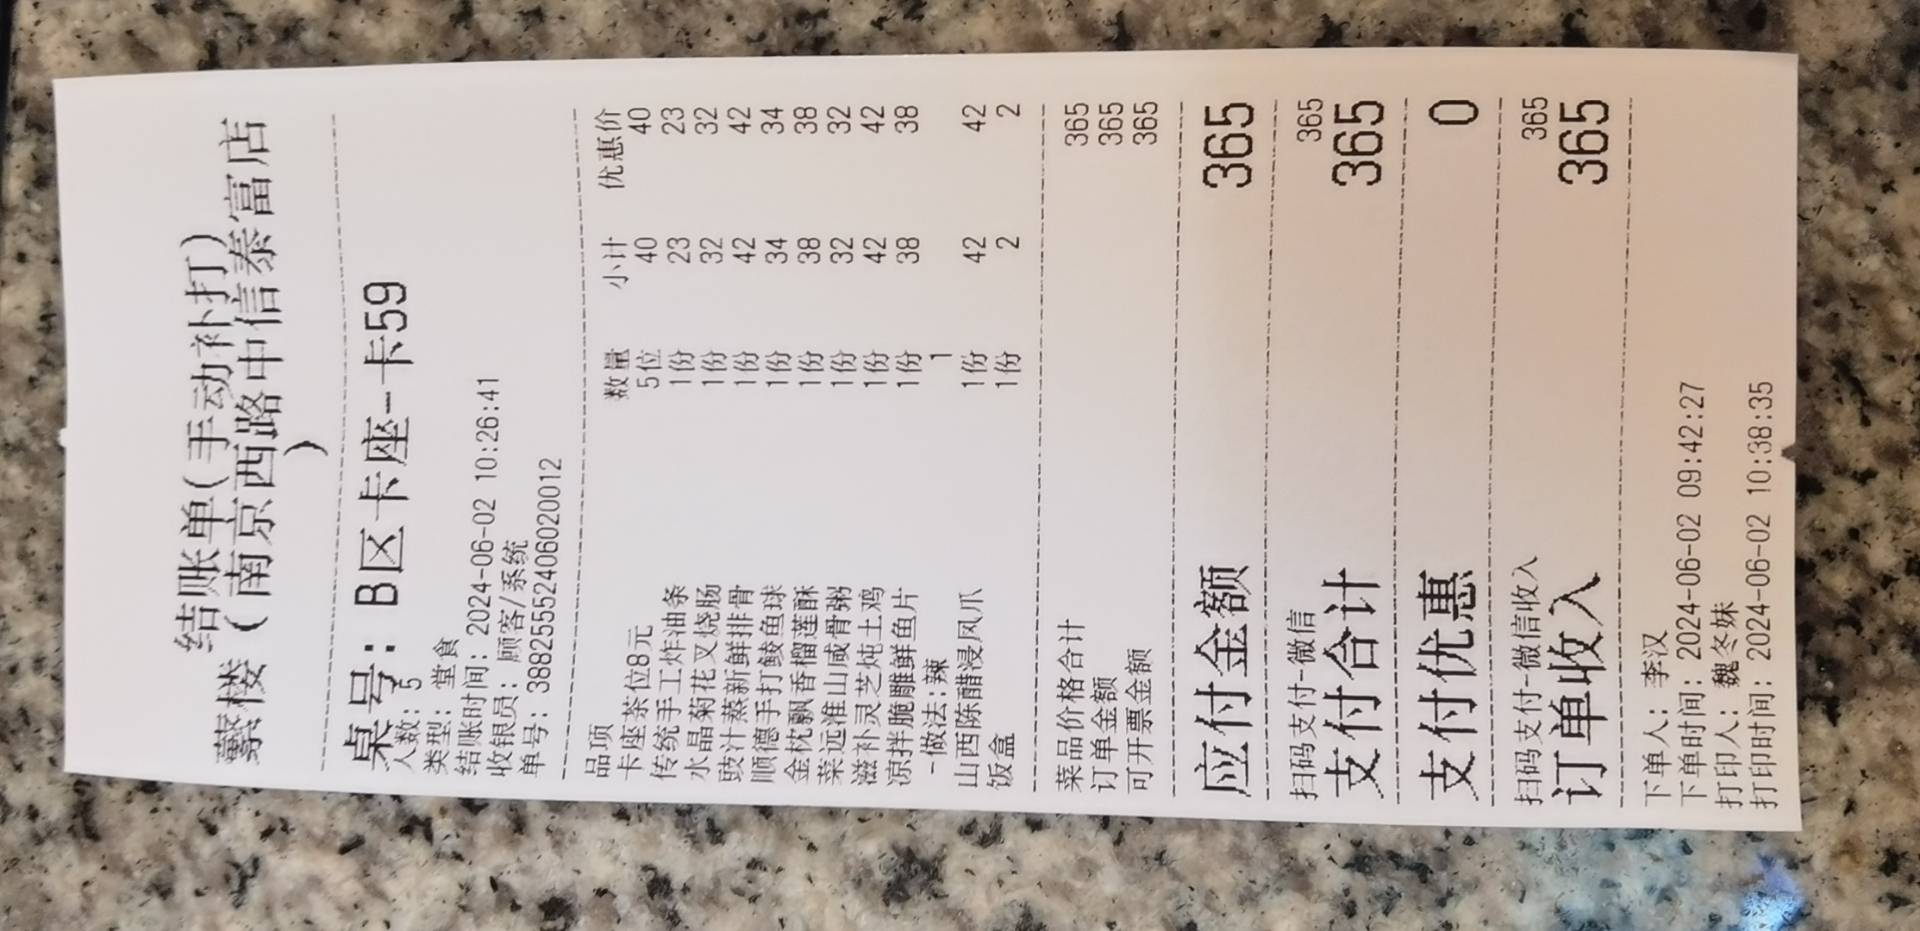 结账单(手动补打)
蘩楼（南京西路中信泰富店
）
桌号: B区卡座-卡59
人数: 5
类型: 堂食
结账时间: 2024-06-02 10:26:41
收银员: 顾客/系统
单号: 38825552406020012
品项 数量 小计 优惠价
卡座茶位8元 5位 40 40
传统手工炸油条 1份 23 23
水晶菊花叉烧肠 1份 32 32
豉汁蒸新鲜排骨 1份 42 42
顺德手打鲮鱼球 1份 34 34
金枕飘香榴莲酥 1份 38 38
菜远淮山咸骨粥 1份 32 32
滋补灵芝炖土鸡 1份 42 42
凉拌脆雕鲜鱼片 1份 38 38
-做法:辣 1
山西陈醋浸凤爪 1份 42 42
饭盒 1份 2 2
菜品价格合计 365
订单金额 365
可开票金额 365
应付金额 365
扫码支付-微信 365
支付合计 365
支付优惠 0
扫码支付-微信收入 365
订单收入 365
下单人: 李汉
下单时间: 2024-06-02 09:42:27
打印人: 魏冬妹
打印时间: 2024-06-02 10:38:35